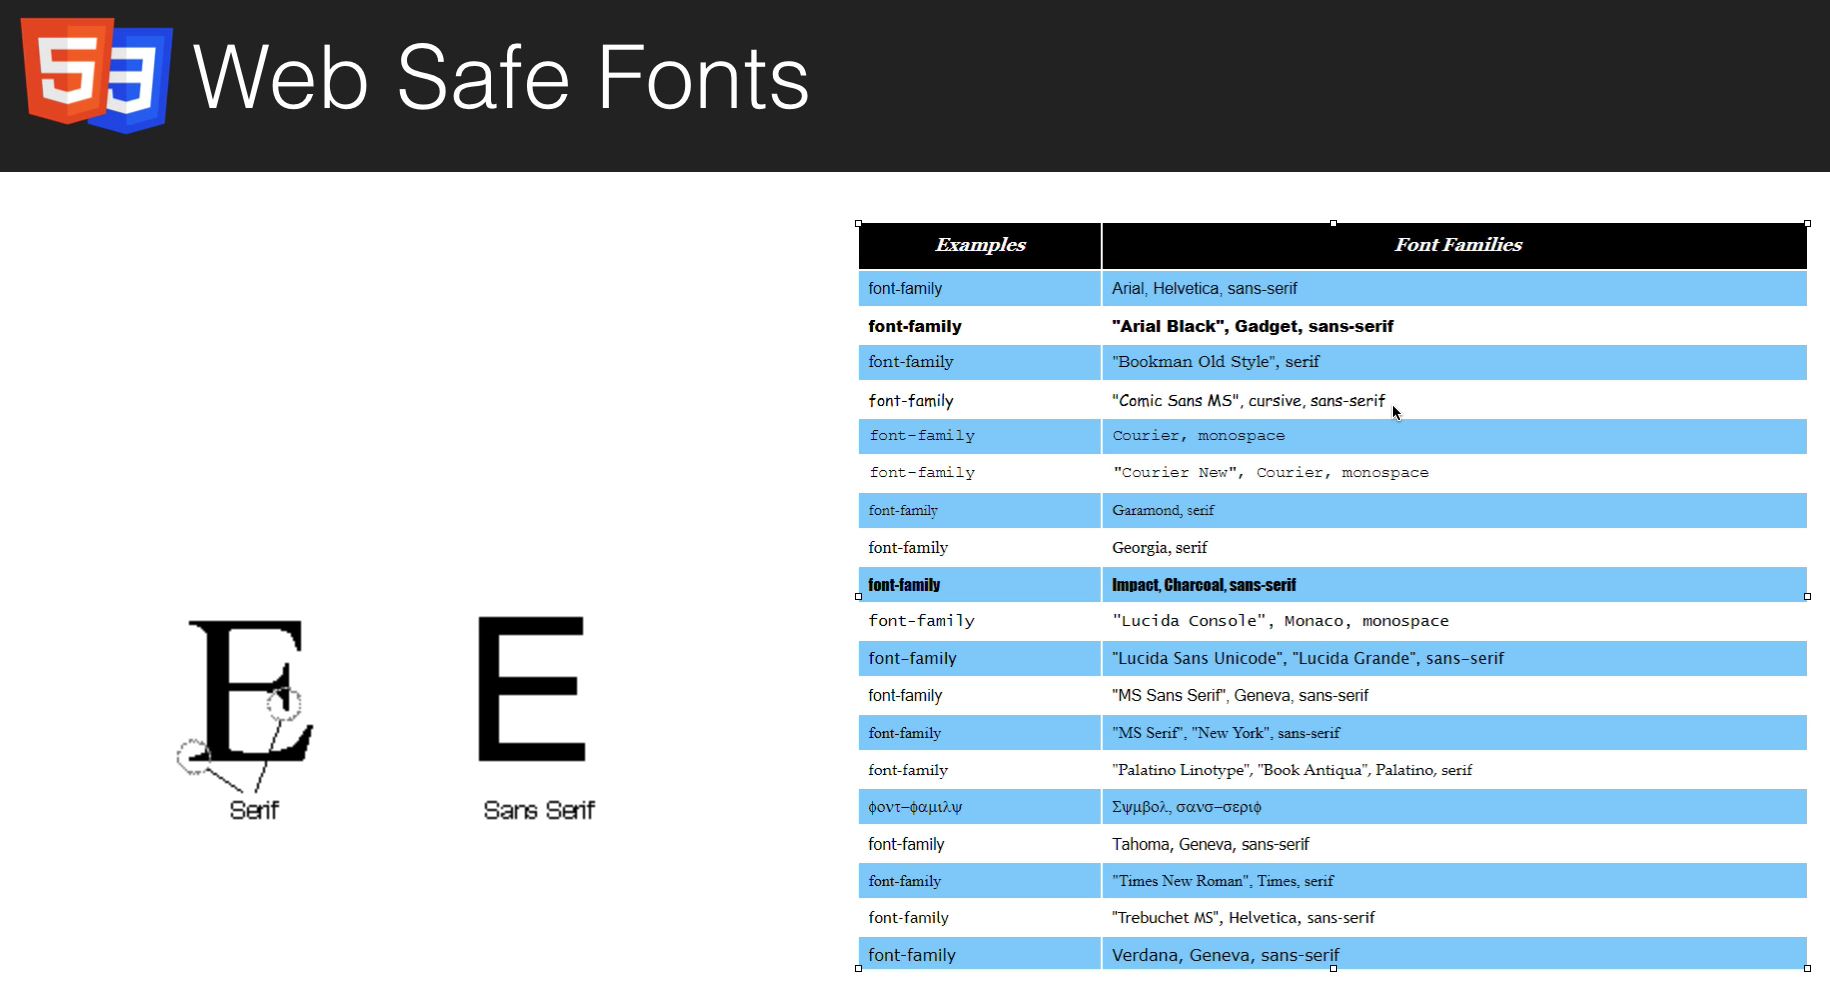 Web Safe Fonts
Examples Font Families
font-family Arial, Helvetica, sans-serif
font-family "Arial Black", Gadget, sans-serif
font-family "Bookman Old Style", serif
font-family "Comic Sans MS", cursive, sans-serif
font-family Courier, monospace
font-family "Courier New", Courier, monospace
font-family Garamond, serif
font-family Georgia, serif
font-family Impact, Charcoal, sans-serif
font-family "Lucida Console", Monaco, monospace
font-family "Lucida Sans Unicode", "Lucida Grande", sans-serif
font-family "MS Sans Serif", Geneva, sans-serif
font-family "MS Serif", "New York", sans-serif
font-family "Palatino Linotype", "Book Antiqua", Palatino, serif
φοντ–φαμιλψ Σψμβολ, σανσ–σεριφ
font-family Tahoma, Geneva, sans-serif
font-family "Times New Roman", Times, serif
font-family "Trebuchet MS", Helvetica, sans-serif
font-family Verdana, Geneva, sans-serif
E E
Serif Sans Serif